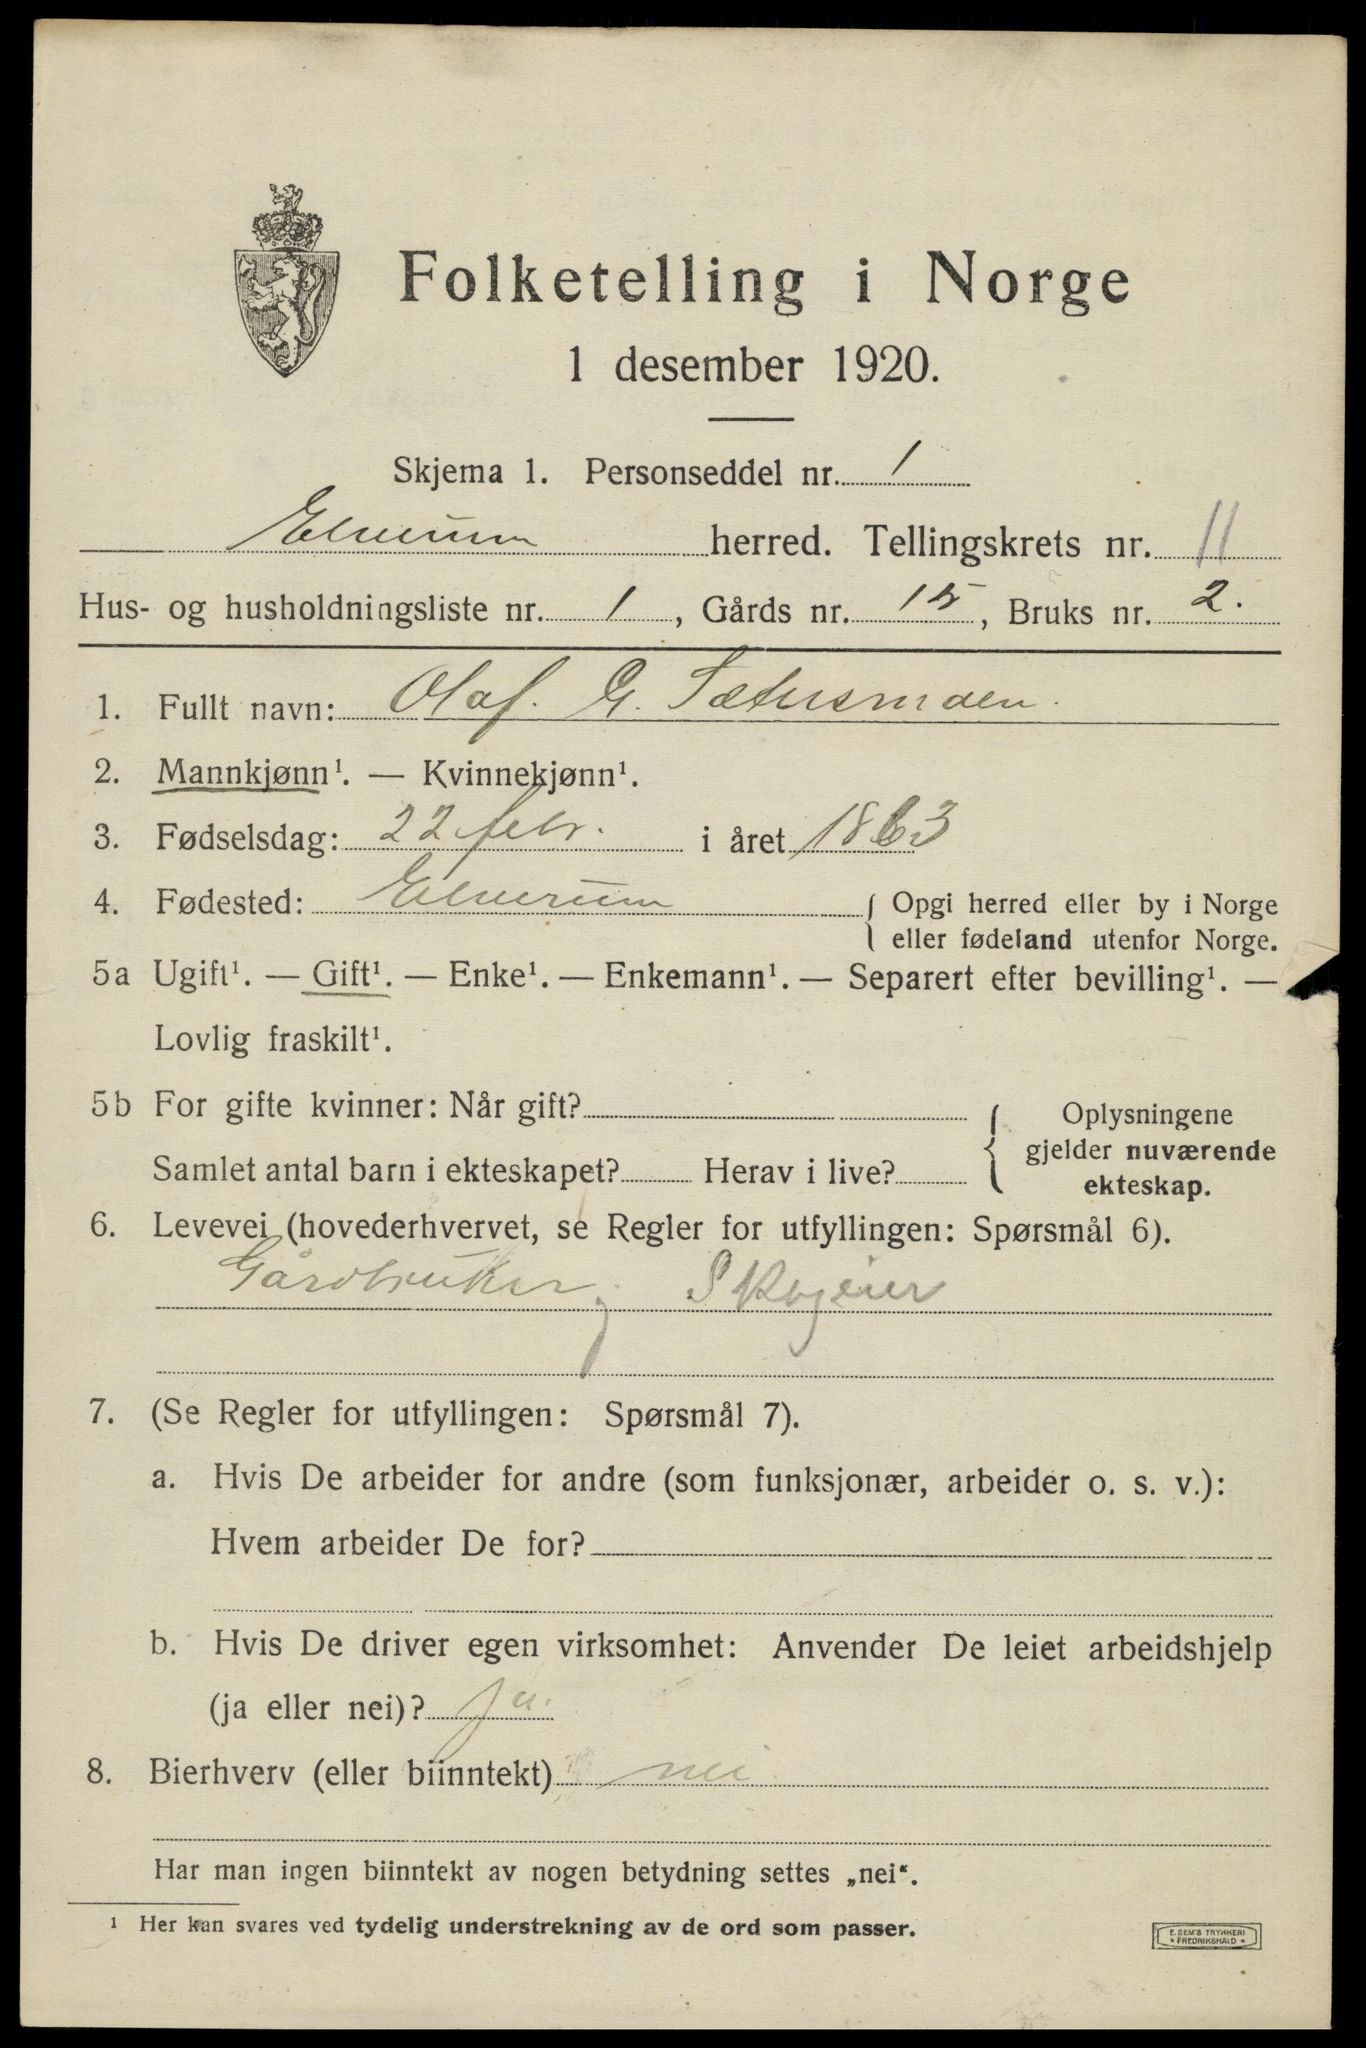 Folketelling i Norge
1 desember 1920.
Skjema 1. Personseddel nr. 1
Elverum herred. Tellingskrets nr. 11
Hus- og husholdningsliste nr. 1, Gårds nr. 15, Bruks nr. 2.
1. Fullt navn: Olaf. G. Sætersmoen.
2. Mannkjønn¹. — Kvinnekjønn¹.
3. Fødselsdag: 22 febr. i året 1863
4. Fødested: Elverum { Opgi herred eller by i Norge
eller fødeland utenfor Norge.
5a Ugift¹. — Gift¹. — Enke¹. — Enkemann¹. — Separert efter bevilling¹. —
Lovlig fraskilt¹.
5b For gifte kvinner: Når gift? { Oplysningene
gjelder nuværende
Samlet antal barn i ekteskapet? Herav i live? ekteskap.
6. Levevei (hovederhvervet, se Regler for utfyllingen: Spørsmål 6).
Gårdbruker, Skogeier
7. (Se Regler for utfyllingen: Spørsmål 7).
a. Hvis De arbeider for andre (som funksjonær, arbeider o. s. v.):
Hvem arbeider De for?
b. Hvis De driver egen virksomhet: Anvender De leiet arbeidshjelp
(ja eller nei)? Ja.
8. Bierhverv (eller biinntekt) nei
Har man ingen biinntekt av nogen betydning settes „nei“.
¹ Her kan svares ved tydelig understrekning av de ord som passer.
E. SEM'S TRYKKERI
• FREDRIKSHALD •